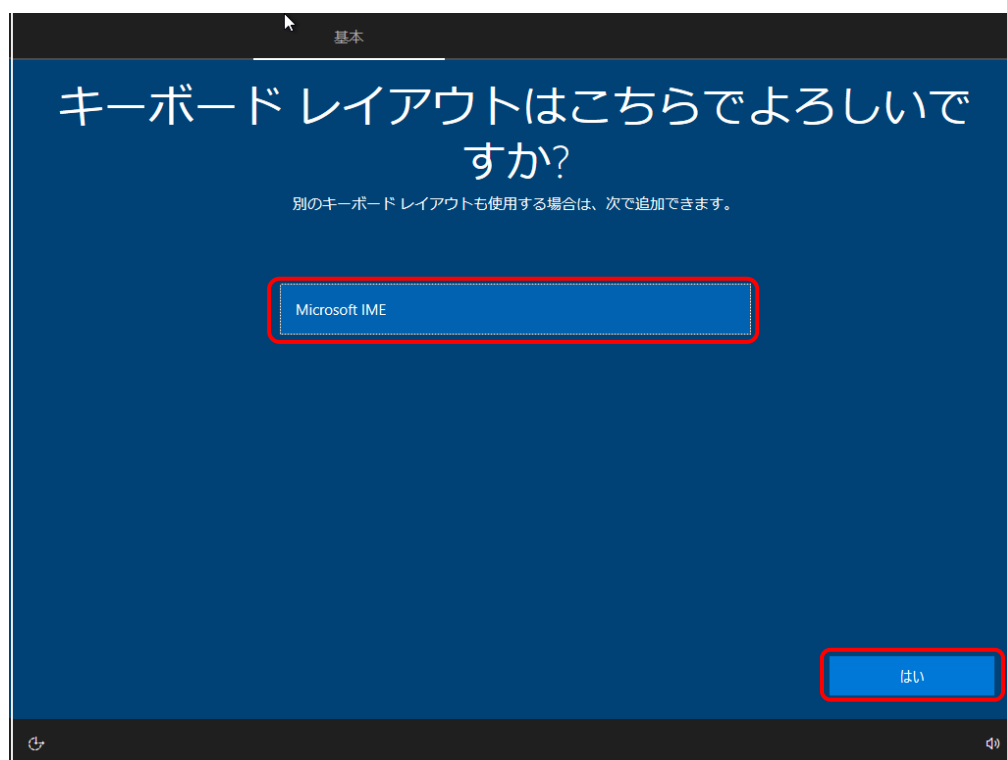 基本
キーボード レイアウトはこちらでよろしいで
すか?
別のキーボード レイアウトも使用する場合は、次で追加できます。
Microsoft IME
はい